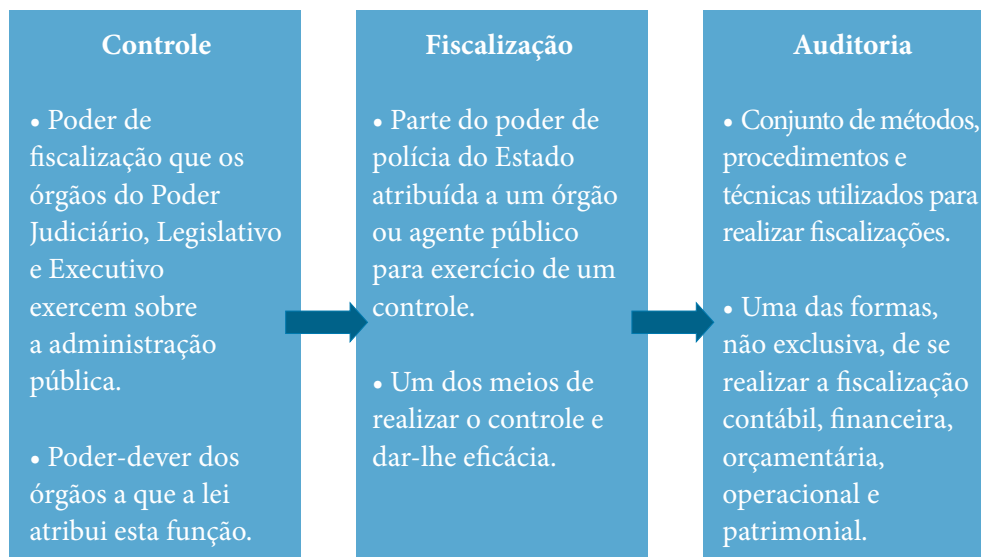 Controle
• Poder de
fiscalização que os
órgãos do Poder
Judiciário, Legislativo
e Executivo
exercem sobre
a administração
pública.
• Poder-dever dos
órgãos a que a lei
atribui esta função.
Fiscalização
• Parte do poder de
polícia do Estado
atribuída a um órgão
ou agente público
para exercício de um
controle.
• Um dos meios de
realizar o controle e
dar-lhe eficácia.
Auditoria
• Conjunto de métodos,
procedimentos e
técnicas utilizados para
realizar fiscalizações.
• Uma das formas,
não exclusiva, de se
realizar a fiscalização
contábil, financeira,
orçamentária,
operacional e
patrimonial.